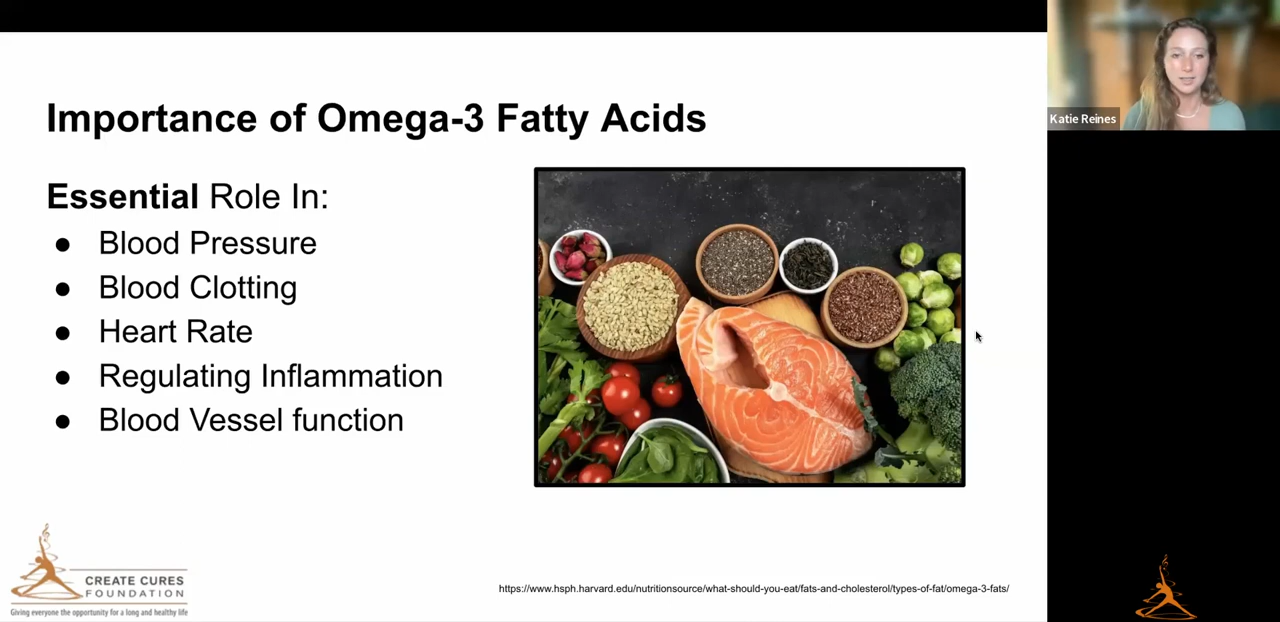 Importance of Omega-3 Fatty Acids
Essential Role In:
● Blood Pressure
● Blood Clotting
● Heart Rate
● Regulating Inflammation
● Blood Vessel function
Katie Reines
CREATE CURES
FOUNDATION
Giving everyone the opportunity for a long and healthy life
https://www.hsph.harvard.edu/nutritionsource/what-should-you-eat/fats-and-cholesterol/types-of-fat/omega-3-fats/